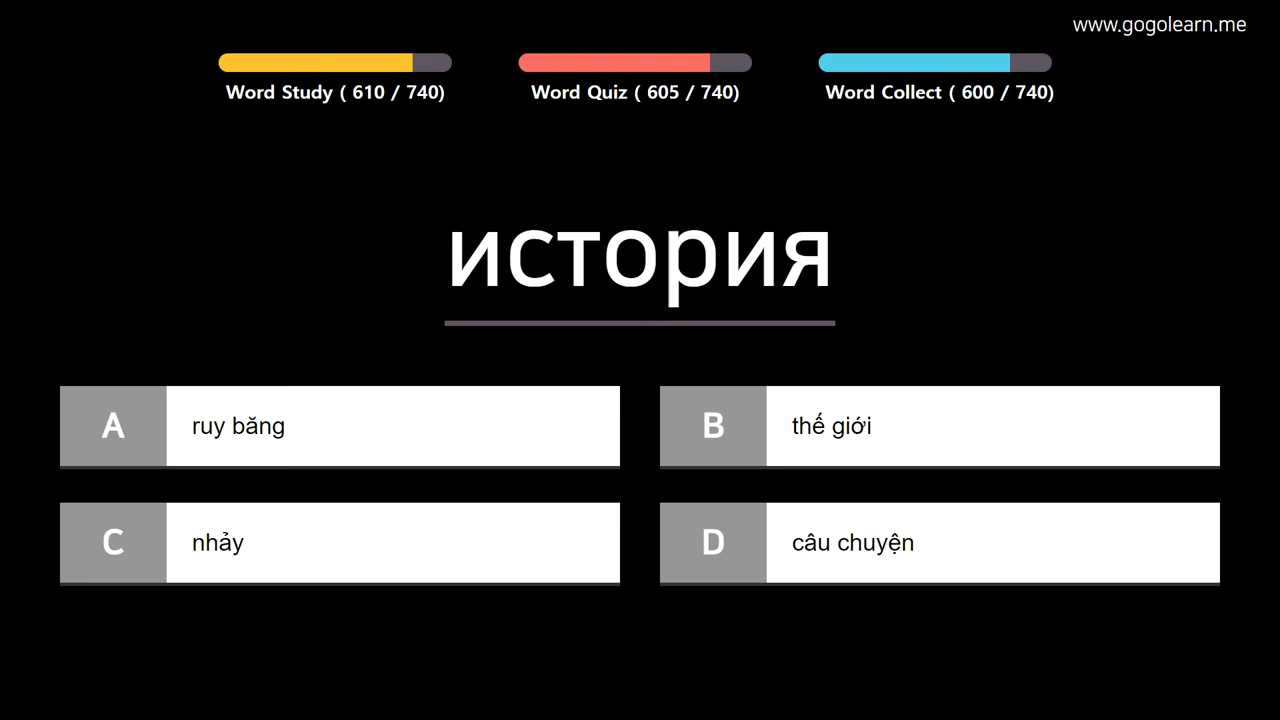 www.gogolearn.me
Word Study ( 610 / 740)
Word Quiz ( 605 / 740)
Word Collect ( 600 / 740)
история
A
ruy băng
B
thế giới
C
nhảy
D
câu chuyện